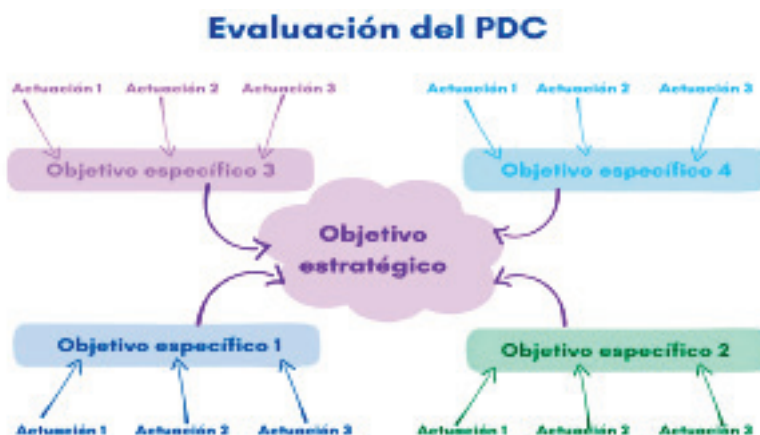 Evaluación del PDC
Actuación 1 Actuación 2 Actuación 3
Actuación 1 Actuación 2 Actuación 3
Objetivo específico 3
Objetivo específico 4
Objetivo
estratégico
Objetivo específico 1
Objetivo específico 2
Actuación 1 Actuación 2 Actuación 3
Actuación 1 Actuación 2 Actuación 3